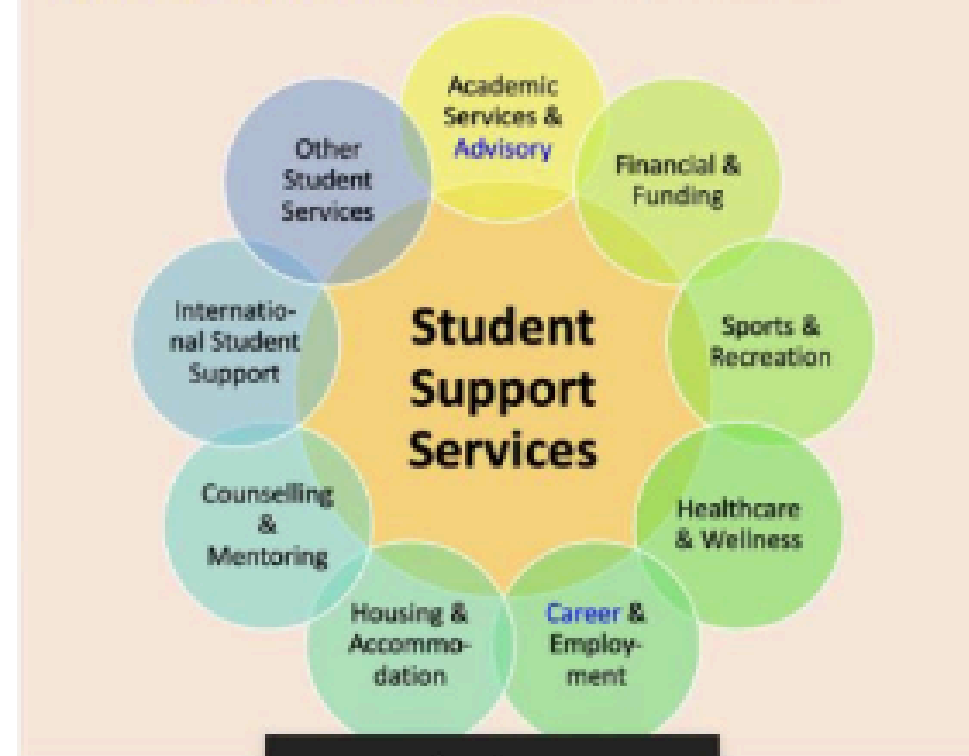 Academic
Services &
Advisory
Financial &
Funding
Sports &
Recreation
Healthcare
& Wellness
Career &
Employ-
ment
Housing &
Accommo-
dation
Counselling
&
Mentoring
Internatio-
nal Student
Support
Other
Student
Services
Student
Support
Services